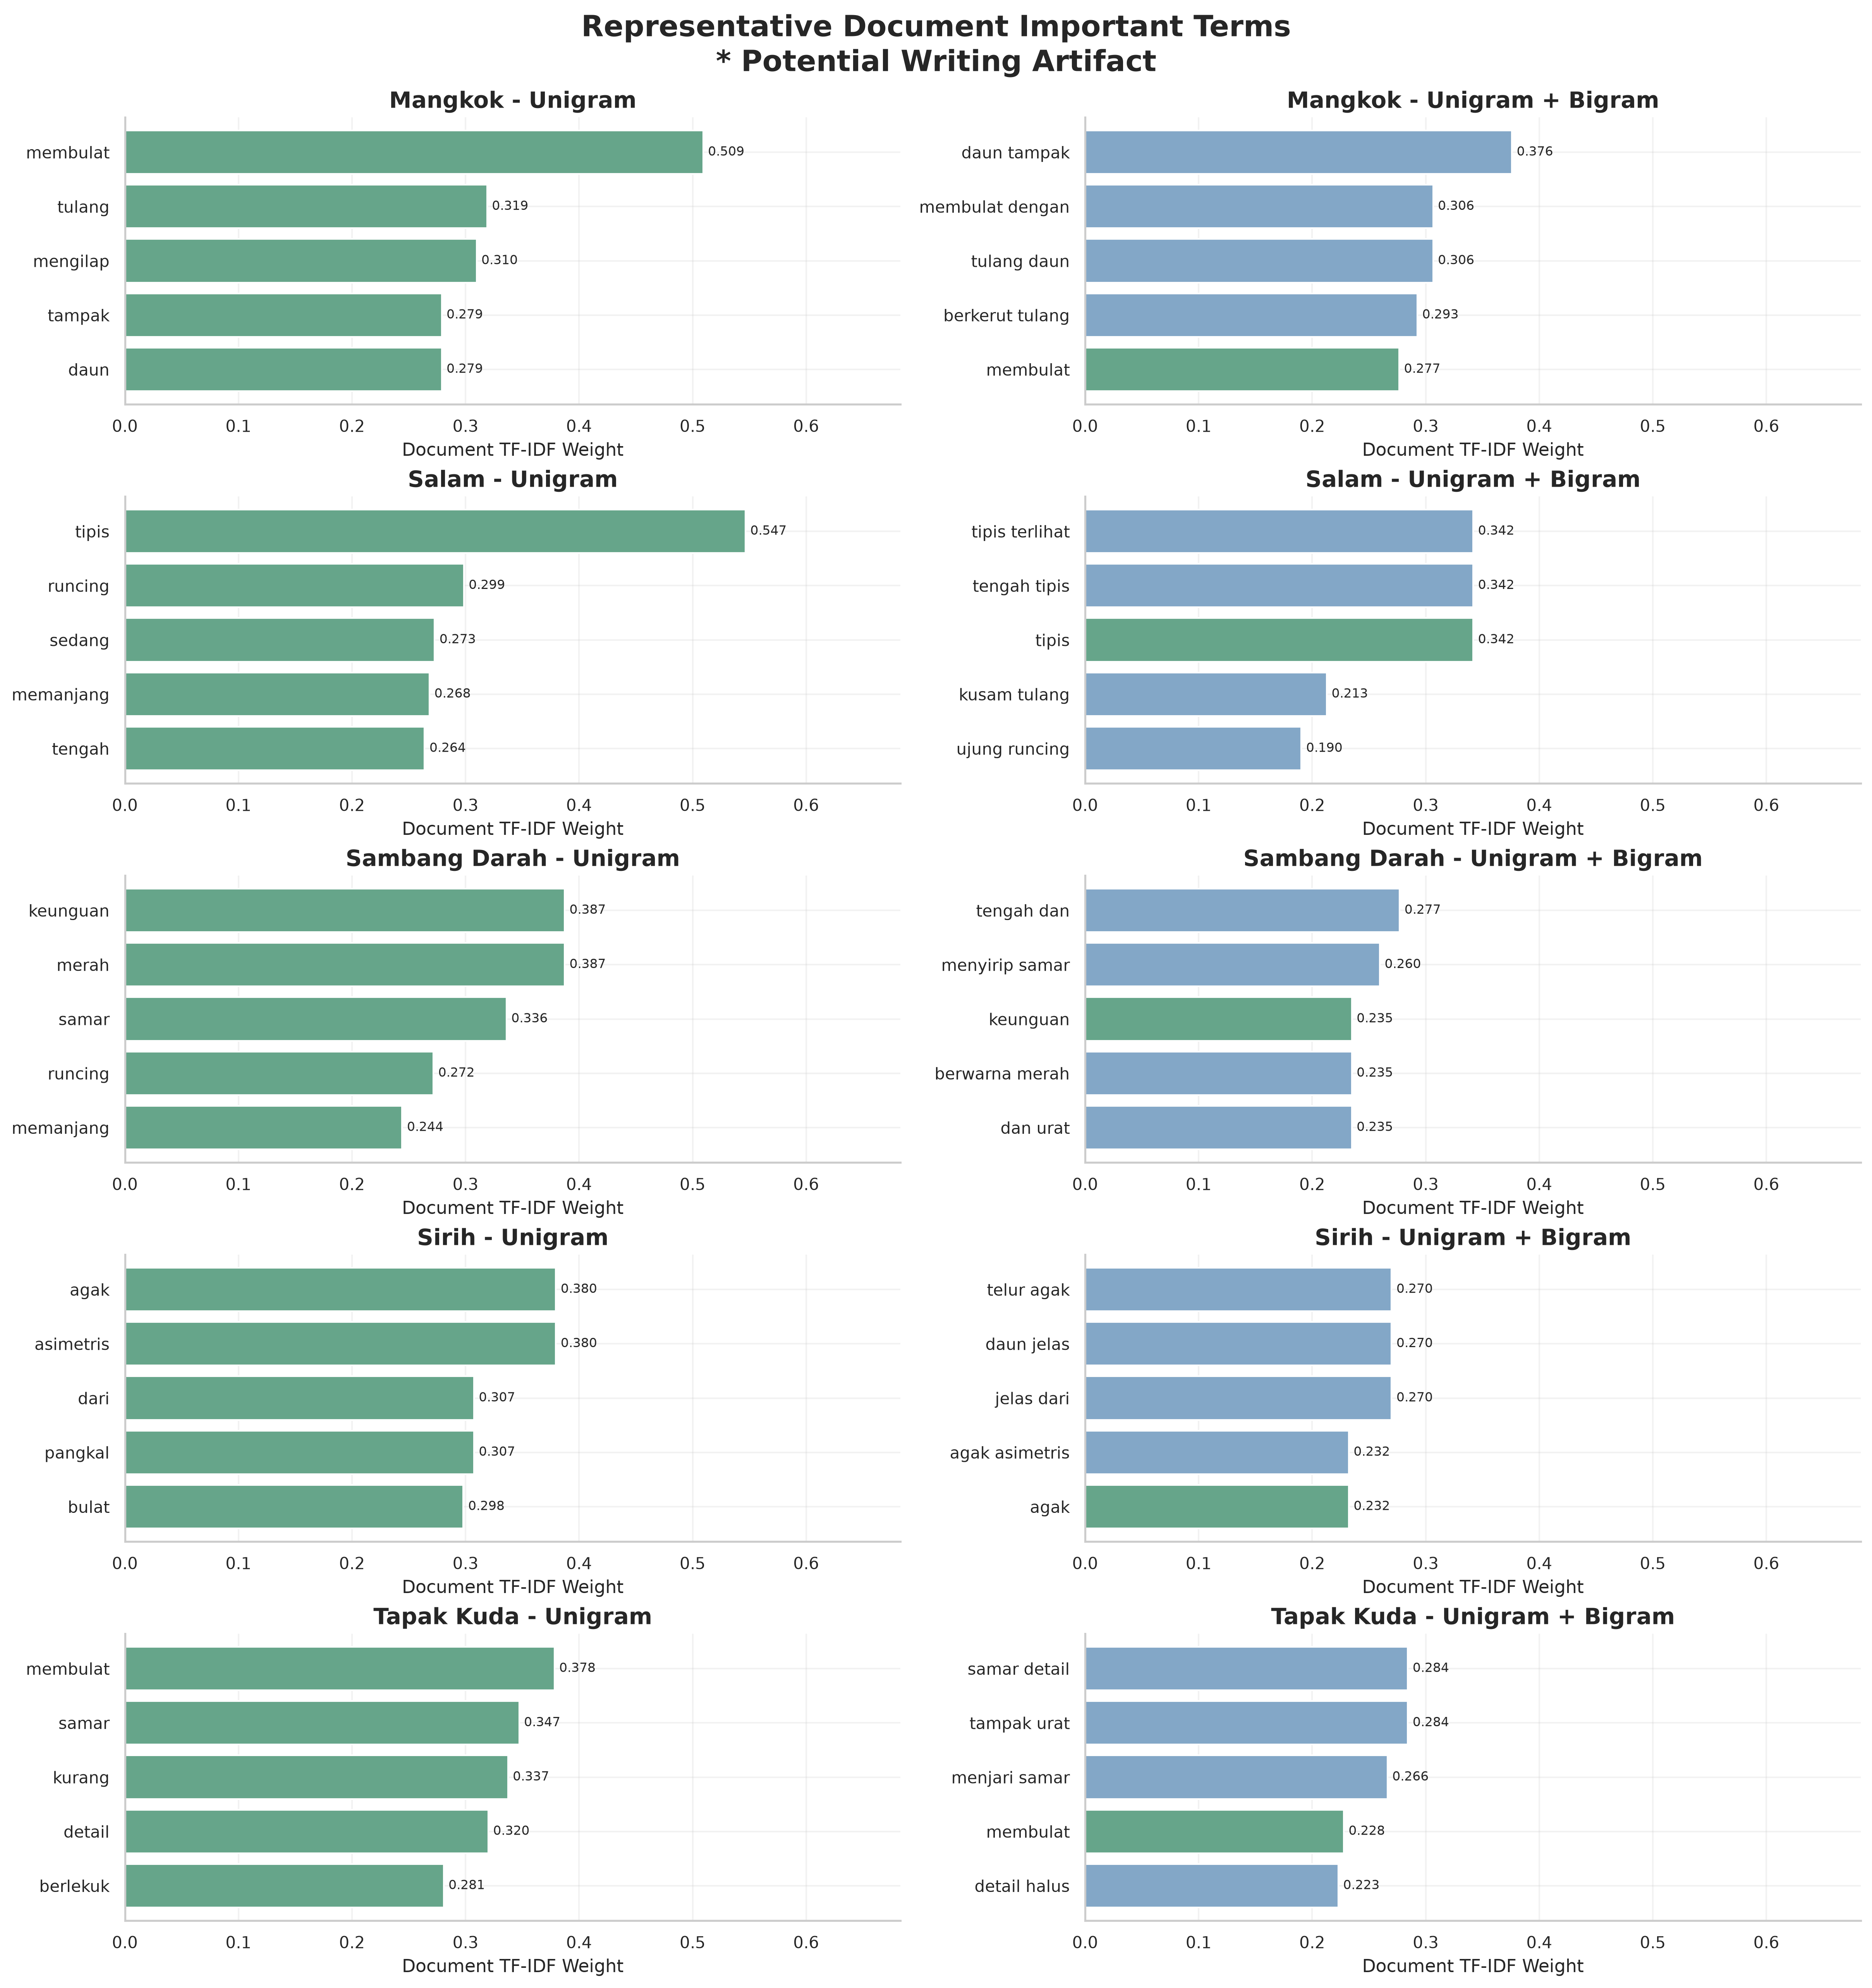 Representative Document Important Terms
* Potential Writing Artifact
Mangkok - Unigram
membulat 0.509
tulang 0.319
mengilap 0.310
tampak 0.279
daun 0.279
0.0 0.1 0.2 0.3 0.4 0.5 0.6
Document TF-IDF Weight
Mangkok - Unigram + Bigram
daun tampak 0.376
membulat dengan 0.306
tulang daun 0.306
berkerut tulang 0.293
membulat 0.277
0.0 0.1 0.2 0.3 0.4 0.5 0.6
Document TF-IDF Weight
Salam - Unigram
tipis 0.547
runcing 0.299
sedang 0.273
memanjang 0.268
tengah 0.264
0.0 0.1 0.2 0.3 0.4 0.5 0.6
Document TF-IDF Weight
Salam - Unigram + Bigram
tipis terlihat 0.342
tengah tipis 0.342
tipis 0.342
kusam tulang 0.213
ujung runcing 0.190
0.0 0.1 0.2 0.3 0.4 0.5 0.6
Document TF-IDF Weight
Sambang Darah - Unigram
keunguan 0.387
merah 0.387
samar 0.336
runcing 0.272
memanjang 0.244
0.0 0.1 0.2 0.3 0.4 0.5 0.6
Document TF-IDF Weight
Sambang Darah - Unigram + Bigram
tengah dan 0.277
menyirip samar 0.260
keunguan 0.235
berwarna merah 0.235
dan urat 0.235
0.0 0.1 0.2 0.3 0.4 0.5 0.6
Document TF-IDF Weight
Sirih - Unigram
agak 0.380
asimetris 0.380
dari 0.307
pangkal 0.307
bulat 0.298
0.0 0.1 0.2 0.3 0.4 0.5 0.6
Document TF-IDF Weight
Sirih - Unigram + Bigram
telur agak 0.270
daun jelas 0.270
jelas dari 0.270
agak asimetris 0.232
agak 0.232
0.0 0.1 0.2 0.3 0.4 0.5 0.6
Document TF-IDF Weight
Tapak Kuda - Unigram
membulat 0.378
samar 0.347
kurang 0.337
detail 0.320
berlekuk 0.281
0.0 0.1 0.2 0.3 0.4 0.5 0.6
Document TF-IDF Weight
Tapak Kuda - Unigram + Bigram
samar detail 0.284
tampak urat 0.284
menjari samar 0.266
membulat 0.228
detail halus 0.223
0.0 0.1 0.2 0.3 0.4 0.5 0.6
Document TF-IDF Weight